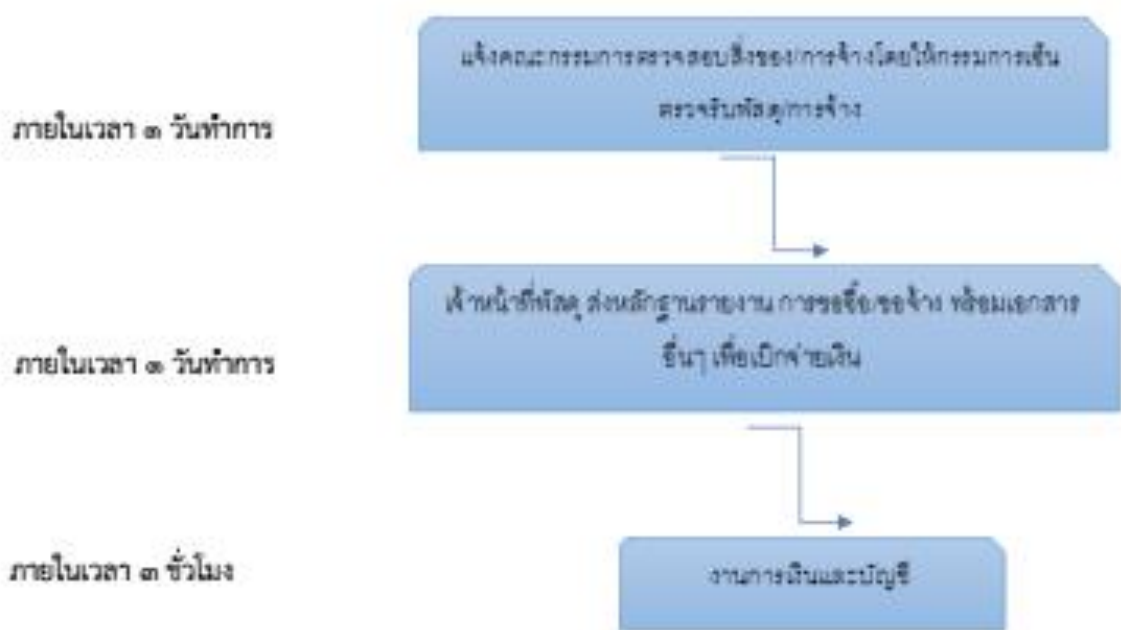 แจ้งคณะกรรมการตรวจสอบสิ่งของ/การจ้างโดยให้กรรมการเซ็น
ตรวจรับพัสดุ/การจ้าง
ภายในเวลา ๑ วันทำการ
เจ้าหน้าที่พัสดุ ส่งหลักฐานรายงาน การขอซื้อ/ขอจ้าง พร้อมเอกสาร
อื่นๆ เพื่อเบิกจ่ายเงิน
ภายในเวลา ๑ วันทำการ
ภายในเวลา ๓ ชั่วโมง
งานการเงินและบัญชี